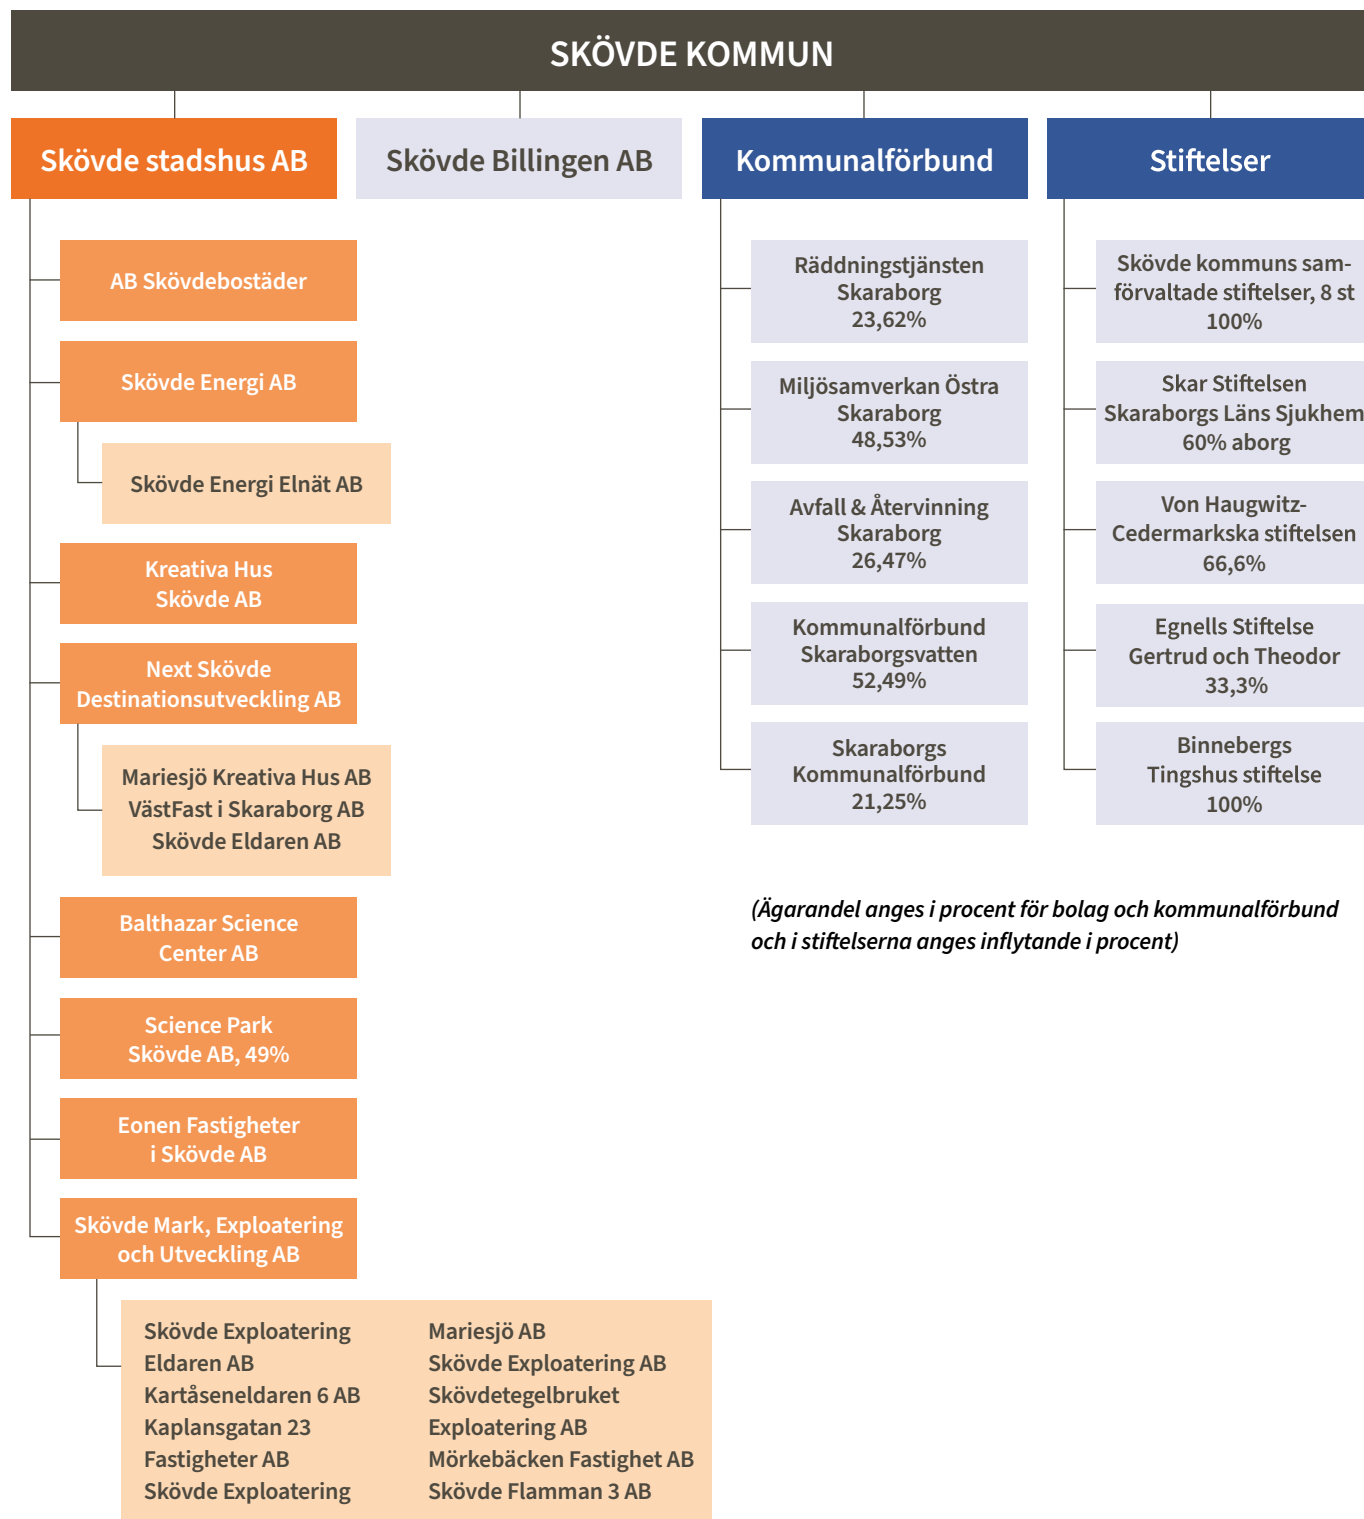 SKÖVDE KOMMUN
Skövde stadshus AB
AB Skövdebostäder
Skövde Energi AB
Skövde Energi Elnät AB
Kreativa Hus
Skövde AB
Next Skövde
Destinationsutveckling AB
Mariesjö Kreativa Hus AB
VästFast i Skaraborg AB
Skövde Eldaren AB
Balthazar Science
Center AB
Science Park
Skövde AB, 49%
Eonen Fastigheter
i Skövde AB
Skövde Mark, Exploatering
och Utveckling AB
Skövde Exploatering
Eldaren AB
Kartåseneldaren 6 AB
Kaplansgatan 23
Fastigheter AB
Skövde Exploatering
Mariesjö AB
Skövde Exploatering AB
Skövdetegelbruket
Exploatering AB
Mörkebäcken Fastighet AB
Skövde Flamman 3 AB
Skövde Billingen AB
Kommunalförbund
Räddningstjänsten
Skaraborg
23,62%
Miljösamverkan Östra
Skaraborg
48,53%
Avfall & Återvinning
Skaraborg
26,47%
Kommunalförbund
Skaraborgsvatten
52,49%
Skaraborgs
Kommunalförbund
21,25%
Stiftelser
Skövde kommuns sam-
förvaltade stiftelser, 8 st
100%
Skar Stiftelsen
Skaraborgs Läns Sjukhem
60% aborg
Von Haugwitz-
Cedermarkska stiftelsen
66,6%
Egnells Stiftelse
Gertrud och Theodor
33,3%
Binnebergs
Tingshus stiftelse
100%
(Ägarandel anges i procent för bolag och kommunalförbund
och i stiftelserna anges inflytande i procent)